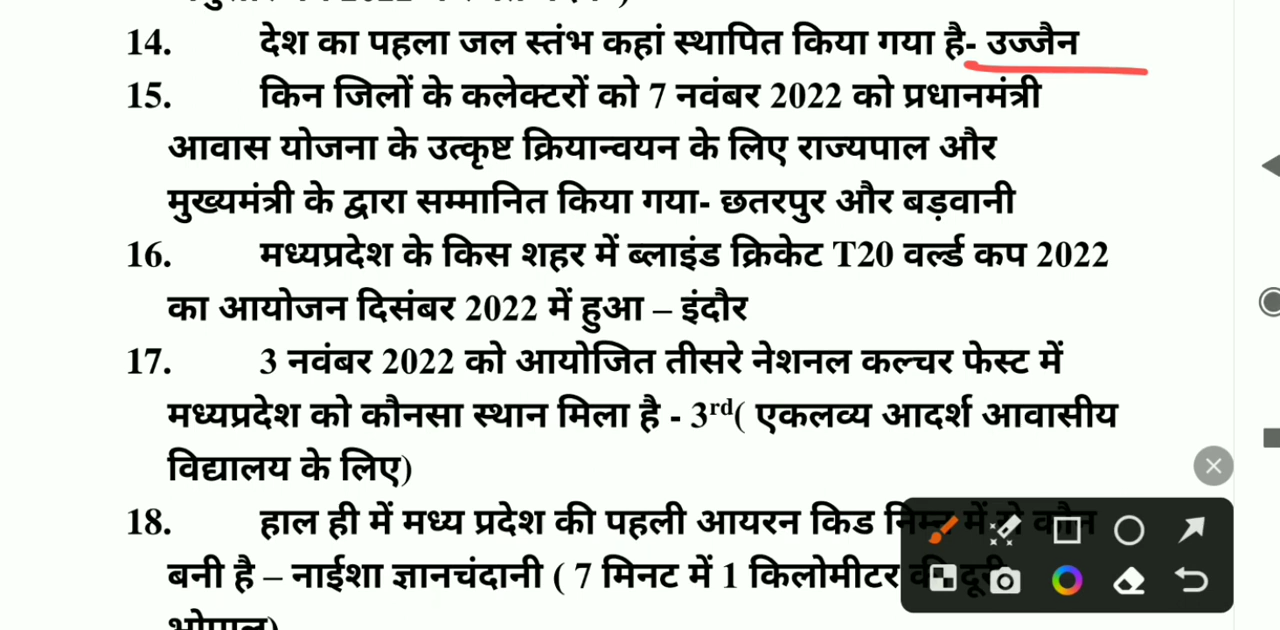 14. देश का पहला जल स्तंभ कहां स्थापित किया गया है- उज्जैन
15. किन जिलों के कलेक्टरों को 7 नवंबर 2022 को प्रधानमंत्री
आवास योजना के उत्कृष्ट क्रियान्वयन के लिए राज्यपाल और
मुख्यमंत्री के द्वारा सम्मानित किया गया- छतरपुर और बड़वानी
16. मध्यप्रदेश के किस शहर में ब्लाइंड क्रिकेट T20 वर्ल्ड कप 2022
का आयोजन दिसंबर 2022 में हुआ – इंदौर
17. 3 नवंबर 2022 को आयोजित तीसरे नेशनल कल्चर फेस्ट में
मध्यप्रदेश को कौनसा स्थान मिला है - 3rd( एकलव्य आदर्श आवासीय
विद्यालय के लिए)
18. हाल ही में मध्य प्रदेश की पहली आयरन किड निम्न में से कौन
बनी है – नाईशा ज्ञानचंदानी ( 7 मिनट में 1 किलोमीटर की दूरी